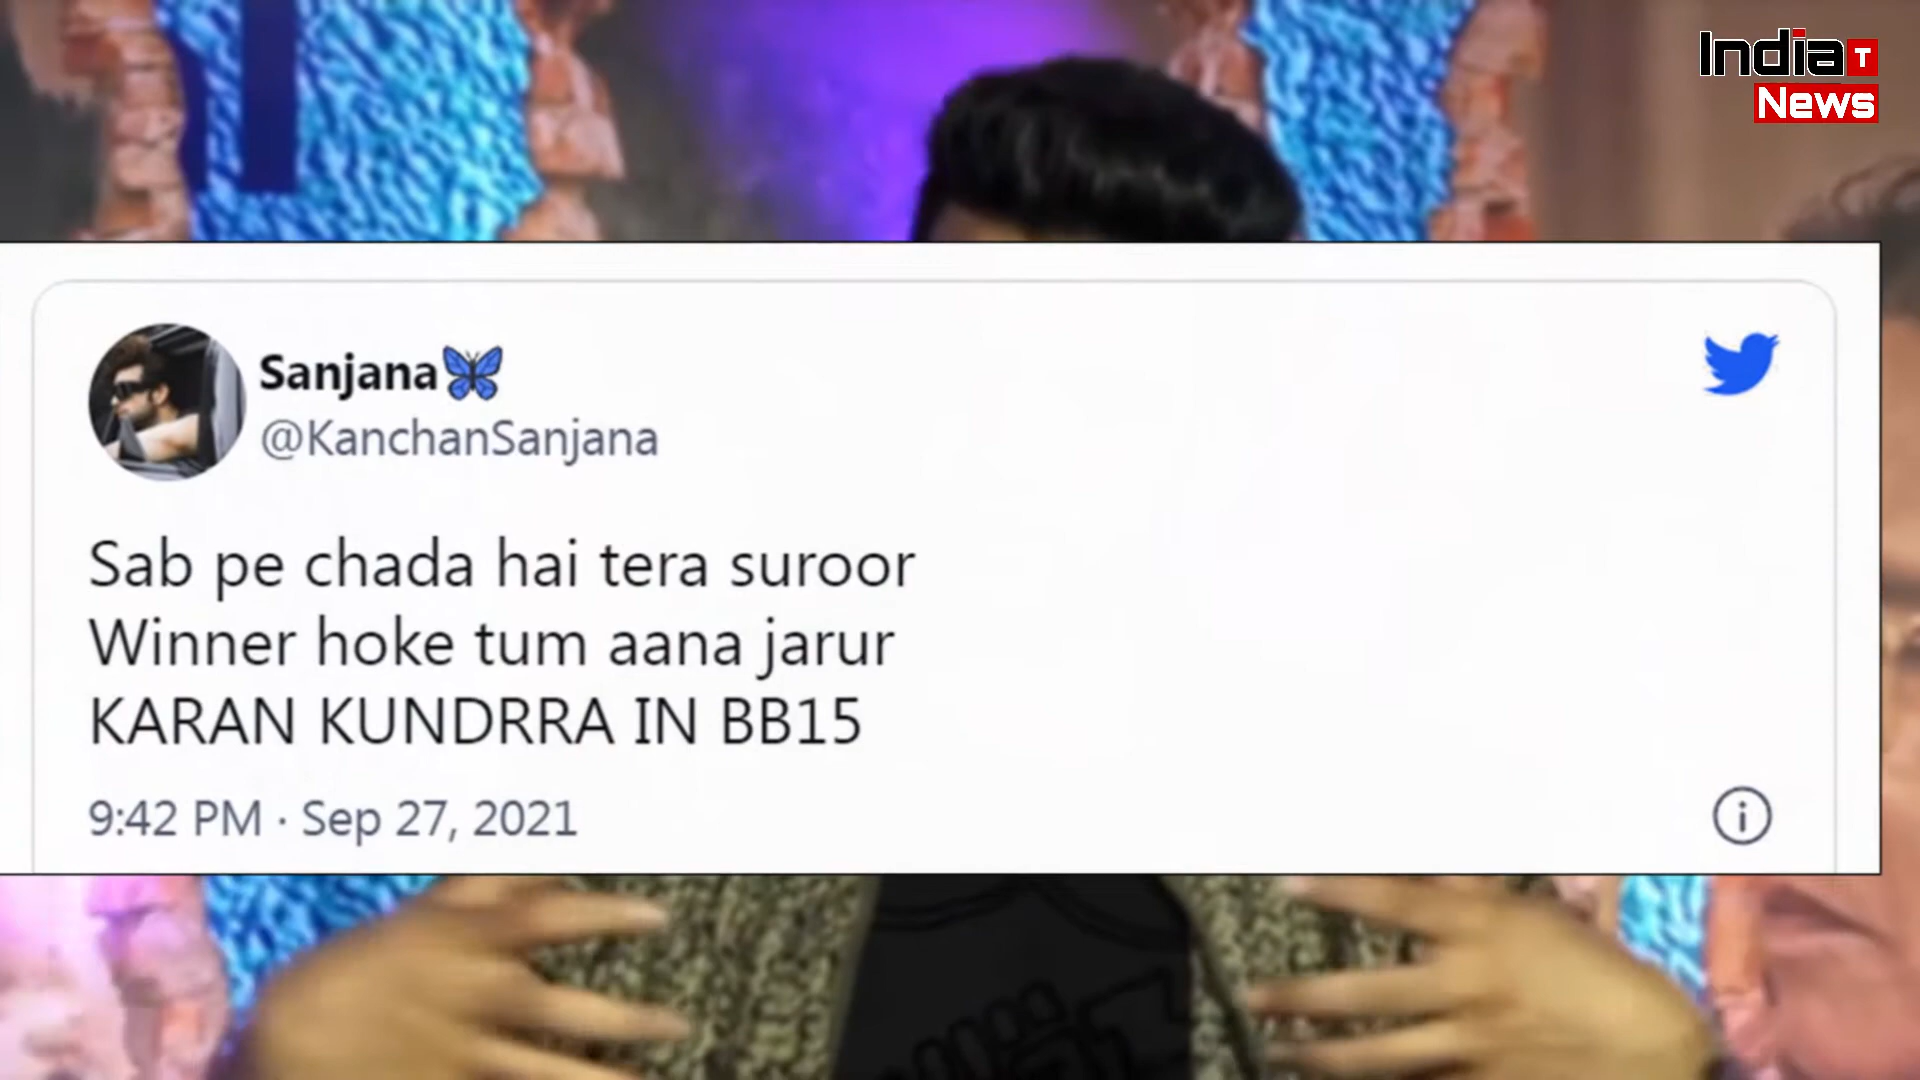 India T
News
Sanjana🦋
@KanchanSanjana
Sab pe chada hai tera suroor
Winner hoke tum aana jarur
KARAN KUNDRRA IN BB15
9:42 PM · Sep 27, 2021